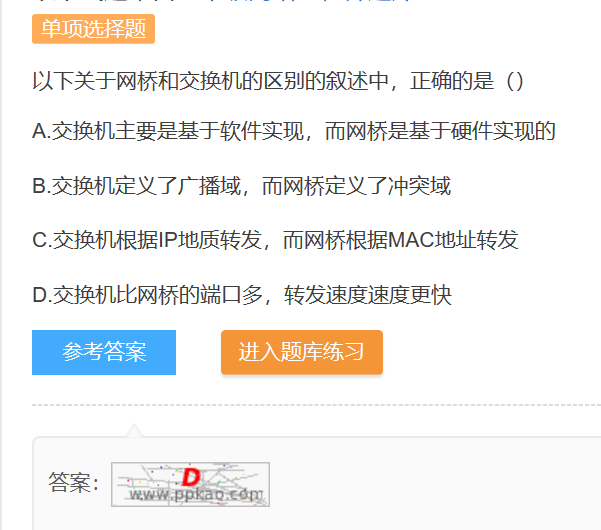 单项选择题
以下关于网桥和交换机的区别的叙述中，正确的是（）
A.交换机主要是基于软件实现，而网桥是基于硬件实现的
B.交换机定义了广播域，而网桥定义了冲突域
C.交换机根据IP地质转发，而网桥根据MAC地址转发
D.交换机比网桥的端口多，转发速度速度更快
参考答案
进入题库练习
答案：
D
www.ppkao.com